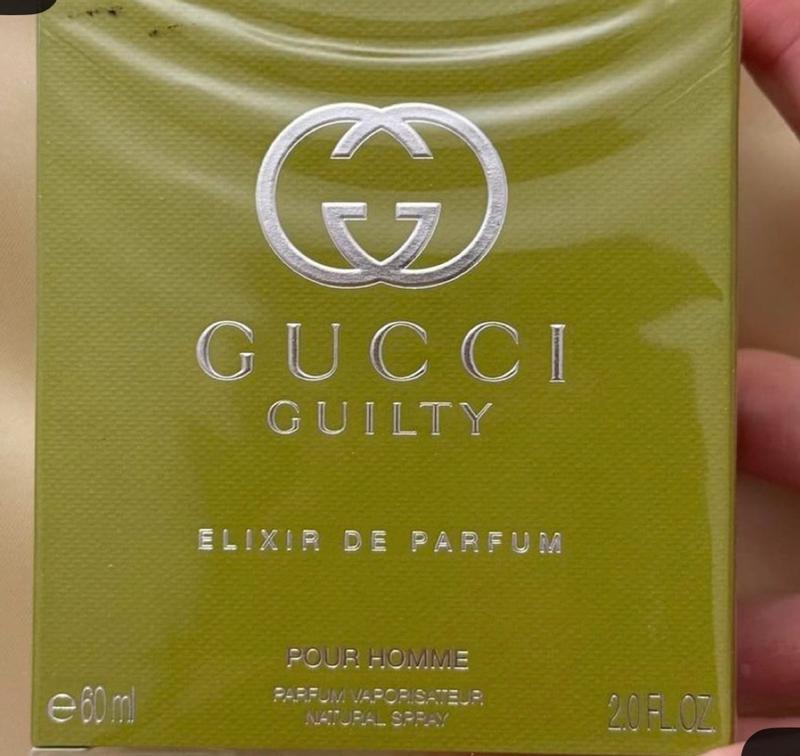 GUCCI
GUILTY
ELIXIR DE PARFUM
POUR HOMME
PARFUM VAPORISATEUR
NATURAL SPRAY
℮60 ml
2.0 FL.OZ.